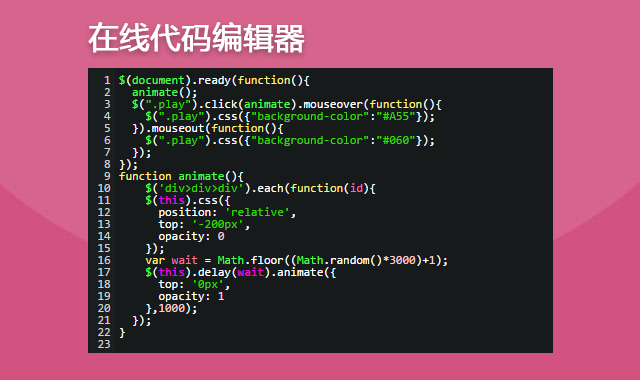 在线代码编辑器
1 $(document).ready(function(){
2 animate();
3 $(".play").click(animate).mouseover(function(){
4 $(".play").css({"background-color":"#A55"});
5 }).mouseout(function(){
6 $(".play").css({"background-color":"#060"});
7 });
8 });
9 function animate(){
10 $('div>div>div').each(function(id){
11 $(this).css({
12 position: 'relative',
13 top: '-200px',
14 opacity: 0
15 });
16 var wait = Math.floor((Math.random()*3000)+1);
17 $(this).delay(wait).animate({
18 top: '0px',
19 opacity: 1
20 },1000);
21 });
22 }
23